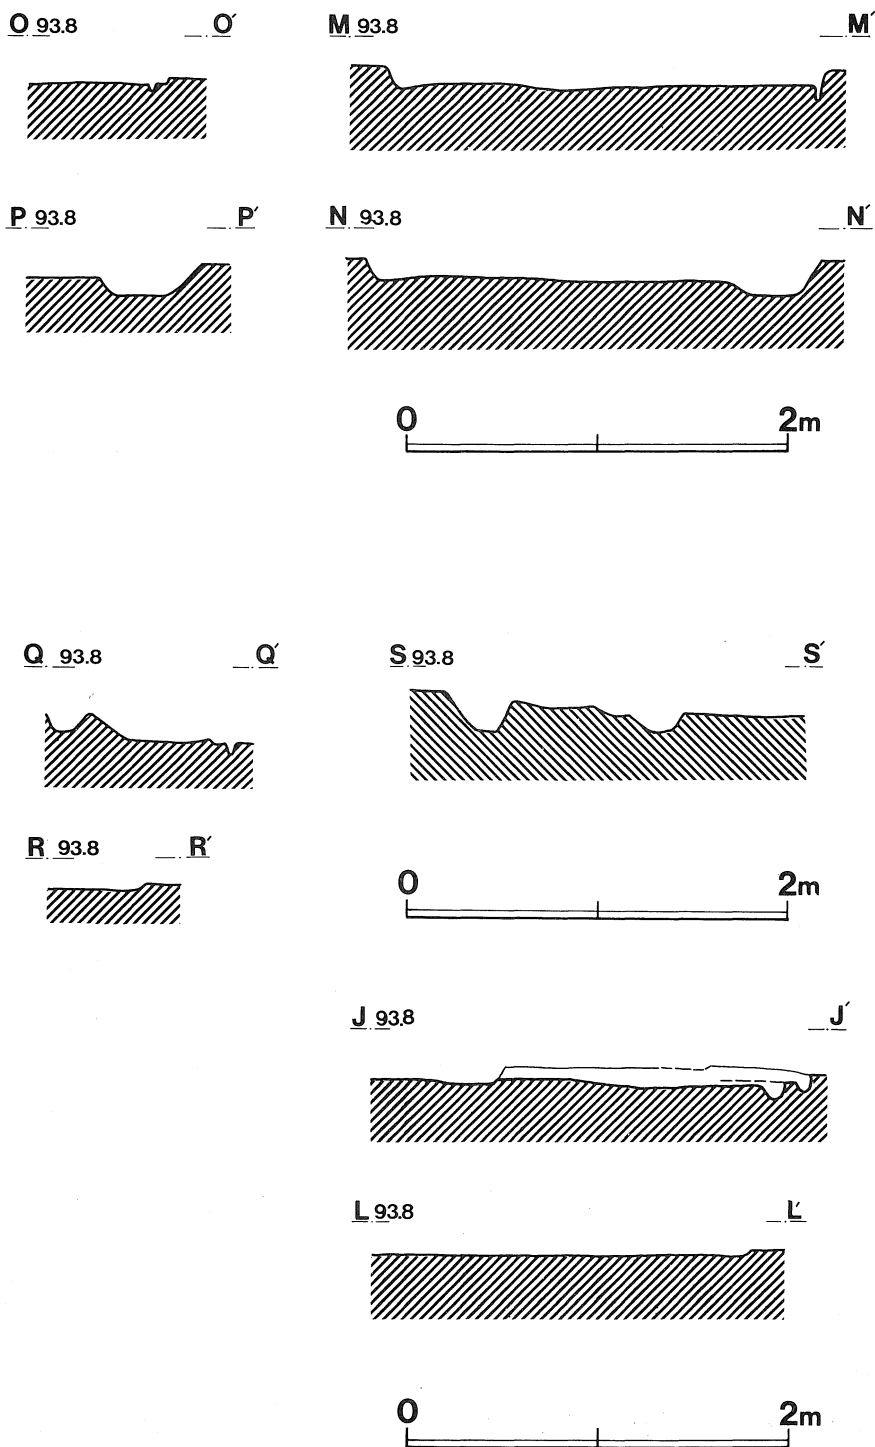 O 93.8 O′
M 93.8 M′
P 93.8 P′
N 93.8 N′
0 2m
Q 93.8 Q′
S 93.8 S′
R 93.8 R′
0 2m
J 93.8 J′
L 93.8 L′
0 2m